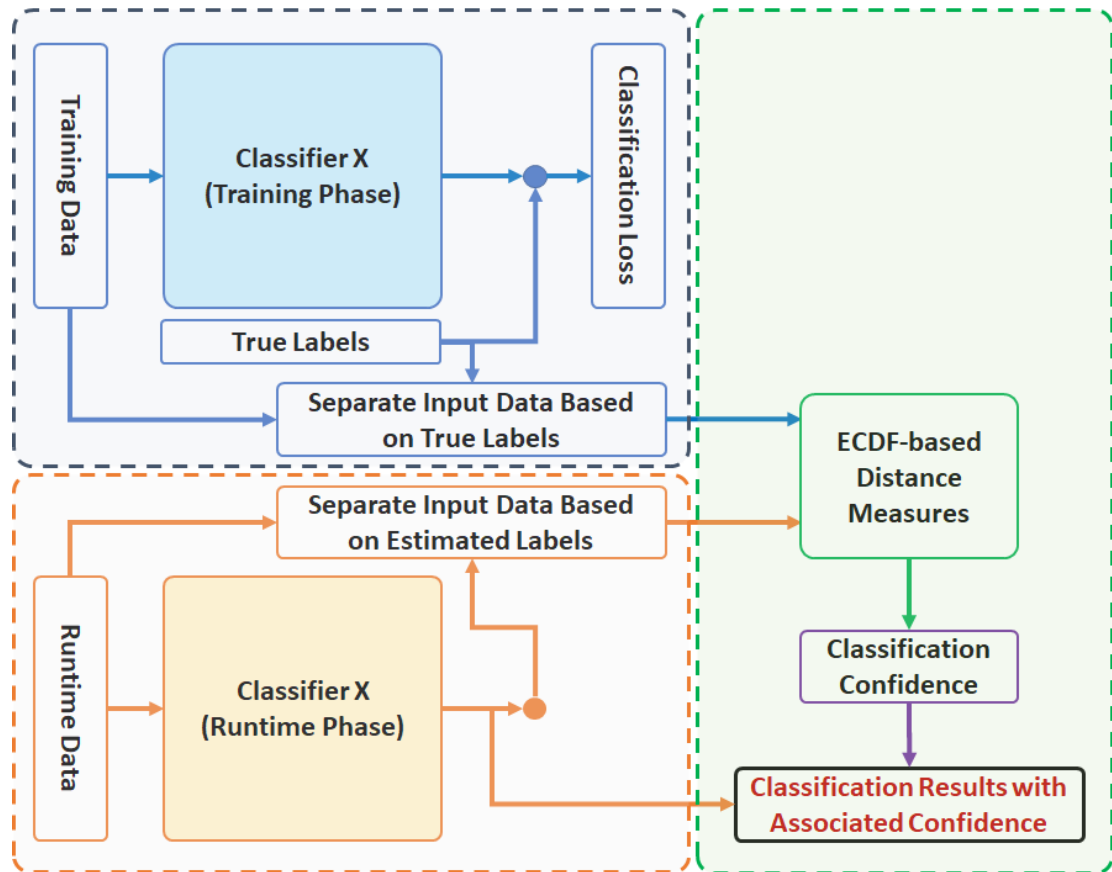 Training Data
Classifier X
(Training Phase)
Classification Loss
True Labels
Separate Input Data Based
on True Labels
ECDF-based
Distance
Measures
Separate Input Data Based
on Estimated Labels
Runtime Data
Classifier X
(Runtime Phase)
Classification
Confidence
Classification Results with
Associated Confidence